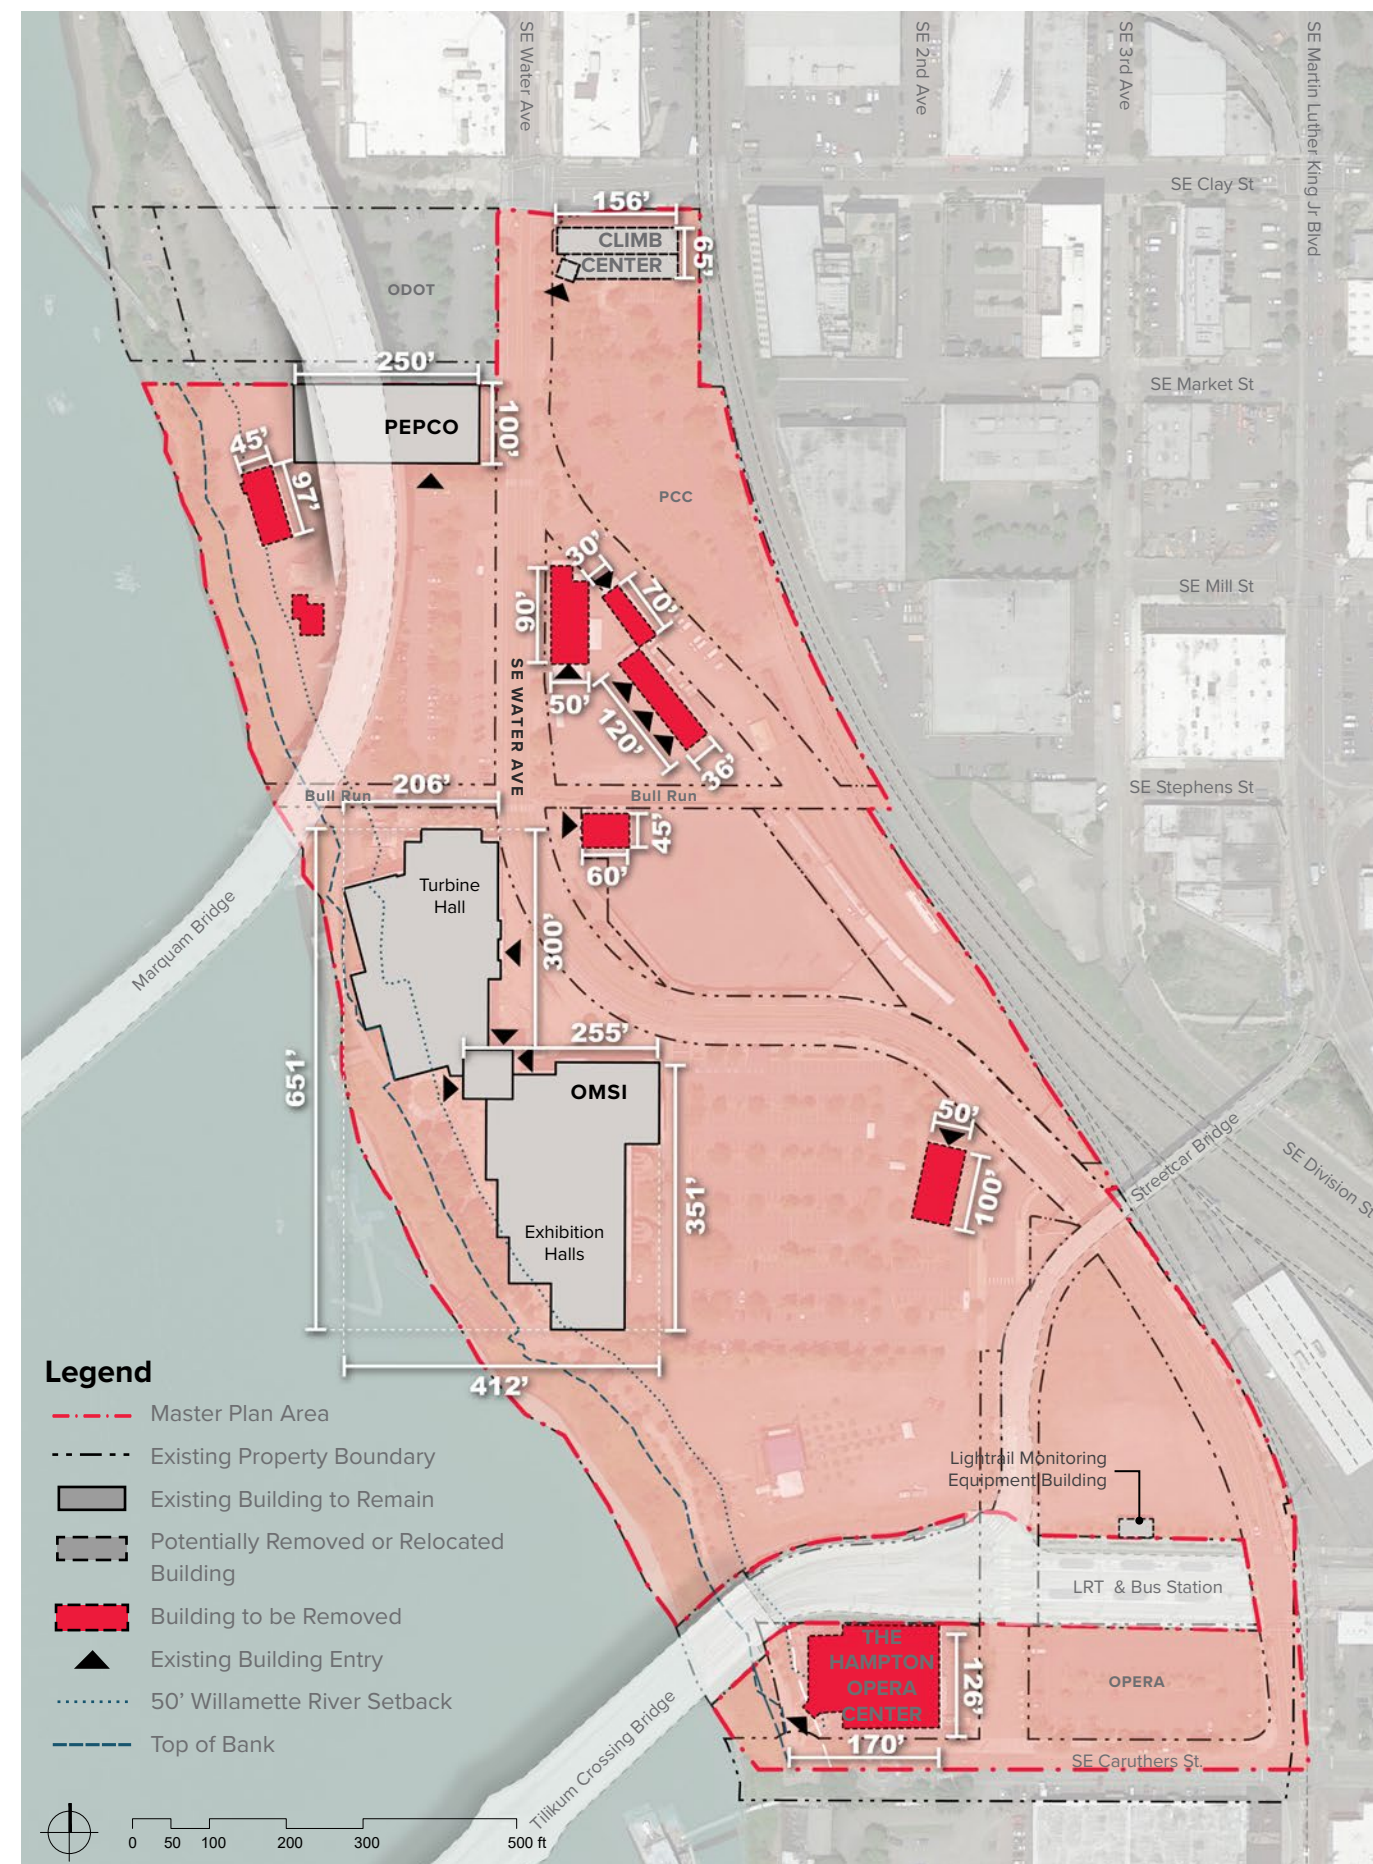 SE Water Ave
SE 2nd Ave
SE 3rd Ave
SE Martin Luther King Jr Blvd
SE Clay St
156’
CLIMB
CENTER
65’
ODOT
250’
PEPCO
100’
SE Market St
45’
97’
PCC
30’
70’
90’
SE Mill St
50’
120’
36’
SE WATER AVE
206’
Bull Run
Bull Run
SE Stephens St
45’
60’
Turbine
Hall
300’
Marquam Bridge
255’
651’
OMSI
50’
100’
Streetcar Bridge
SE Division St
351’
Exhibition
Halls
412’
Legend
Master Plan Area
Existing Property Boundary
Existing Building to Remain
Potentially Removed or Relocated
Building
Building to be Removed
Existing Building Entry
50’ Willamette River Setback
Top of Bank
Lightrail Monitoring
Equipment Building
LRT & Bus Station
THE
HAMPTON
OPERA
CENTER
126’
170’
OPERA
SE Caruthers St.
Tilikum Crossing Bridge
0 50 100 200 300 500 ft